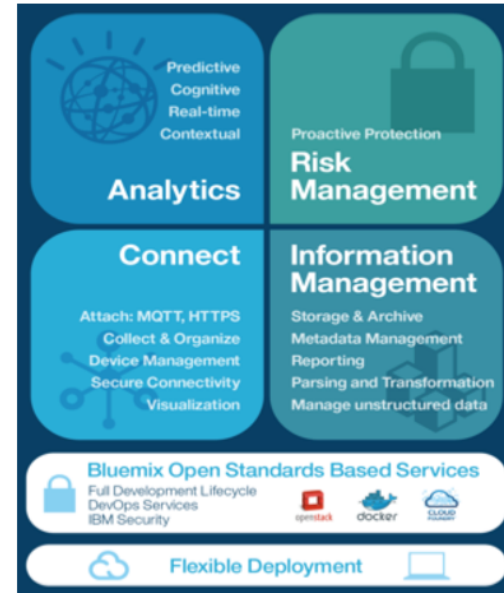 Predictive
Cognitive
Real-time
Contextual
Analytics
Proactive Protection
Risk
Management
Connect
Attach: MQTT, HTTPS
Collect & Organize
Device Management
Secure Connectivity
Visualization
Information
Management
Storage & Archive
Metadata Management
Reporting
Parsing and Transformation
Manage unstructured data
Bluemix Open Standards Based Services
Full Development Lifecycle
DevOps Services
IBM Security
openstack
docker
CLOUD
FOUNDRY
Flexible Deployment